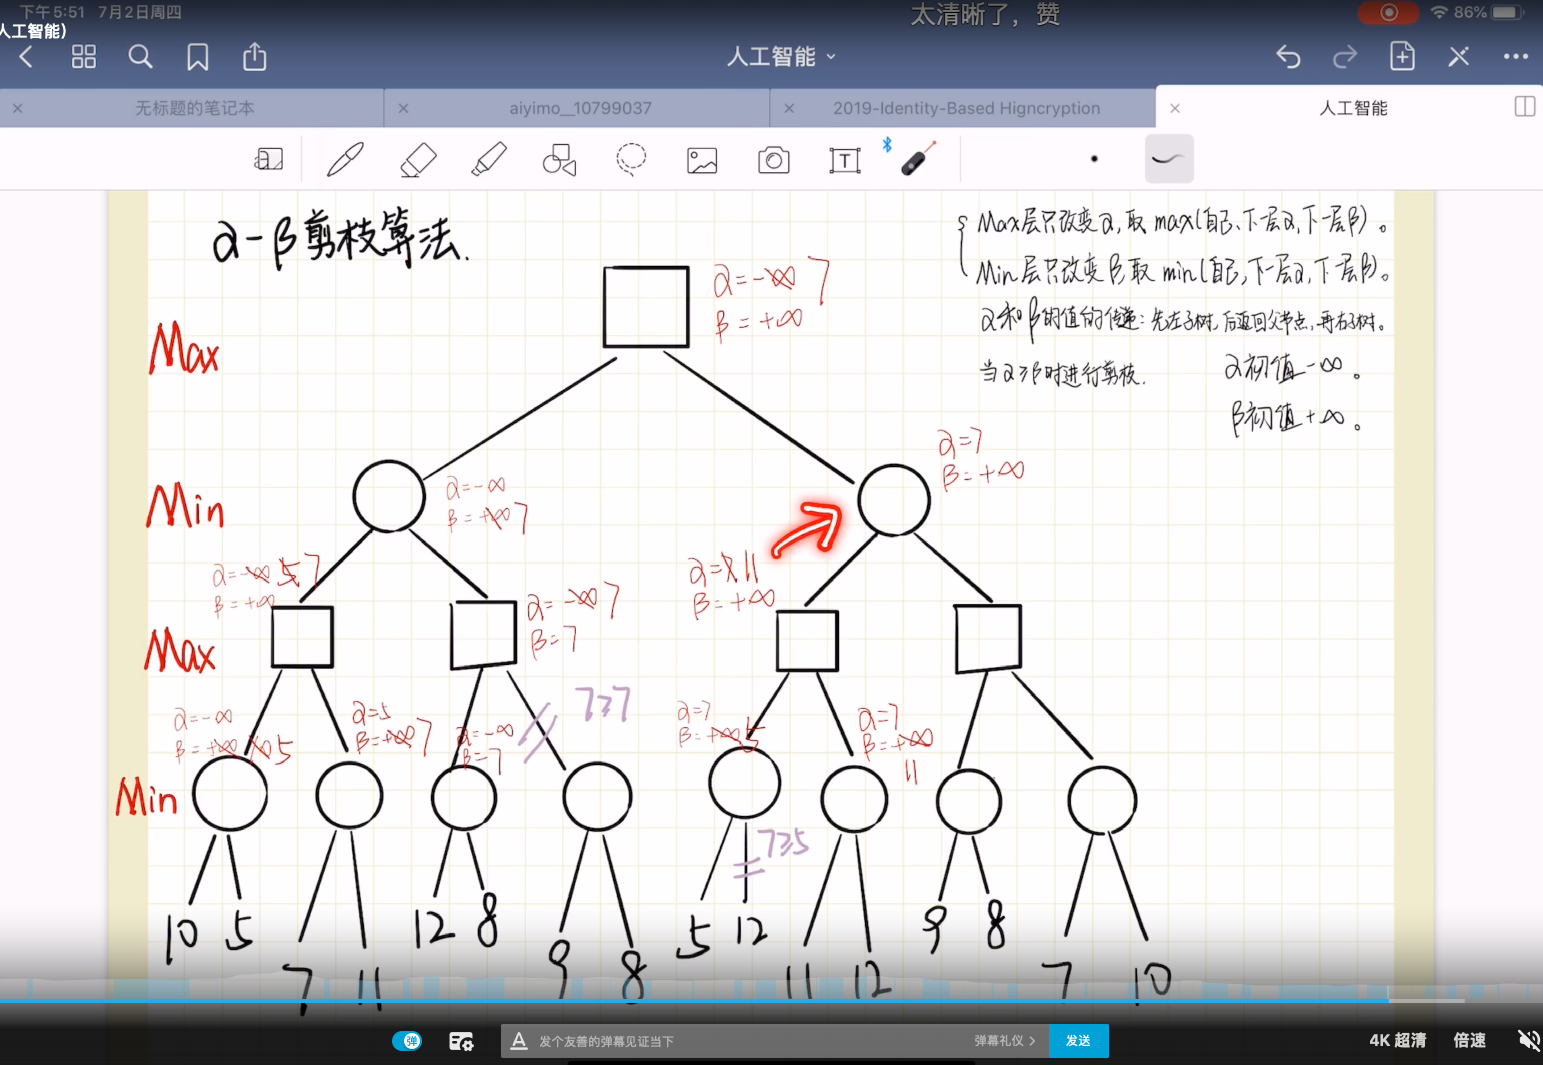 下午5:51 7月2日周四
太清晰了，赞
86%
人工智能)
人工智能
无标题的笔记本
aiyimo__10799037
2019-Identity-Based Higncryption
人工智能
T
α-β剪枝算法.
Max层只改变α,取max(自己、下一层α,下一层β)。
Min层只改变β,取min(自己,下一层α,下一层β)。
α和β的值的传递：先左子树,后返回父节点,再右子树。
当α≥β时进行剪枝.
α初值-∞。
β初值+∞。
α=-∞ 7
β=+∞
Max
α=7
β=+∞
Min
α=-∞
β=+∞ 7
α=-∞ 5 7
β=+∞
α=-∞ 7
β=7
α=7 11
β=+∞
Max
7≥7
α=-∞
β=+∞ 10 5
α=5
β=+∞ 7
α=-∞
β=7
α=7
β=+∞ 5
α=7
β=+∞
11
Min
7≥5
10 5
12 8
5 12
9 8
7 11
9 8
11 12
7 10
弹
A 发个友善的弹幕见证当下
弹幕礼仪 >
发送
4K 超清
倍速